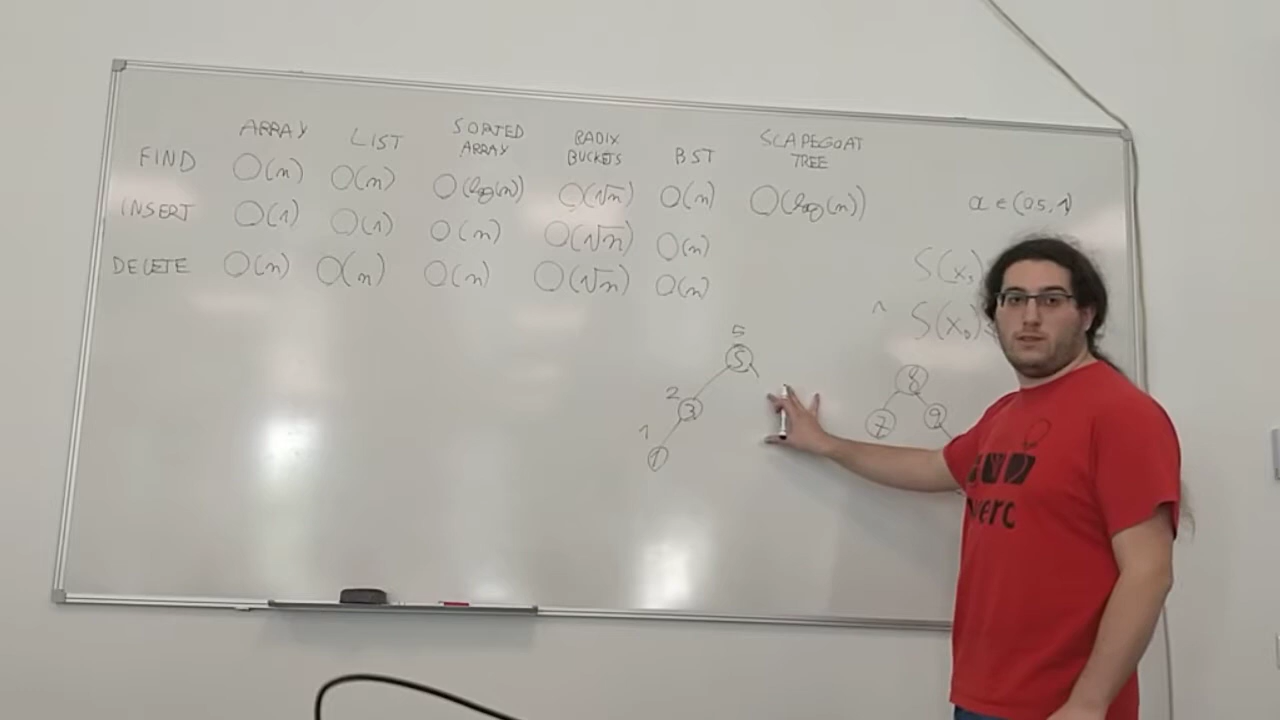 ARRAY LIST SORTED ARRAY RADIX BUCKETS BST SCAPEGOAT TREE
FIND O(n) O(n) O(log(n)) O(√n) O(n) O(log(n))
INSERT O(1) O(1) O(n) O(√n) O(n)
DELETE O(n) O(n) O(n) O(√n) O(n)
α ∈ (0.5, 1)
S(x
^ S(x
5
5
2
3
1
1
8
7
9
erc